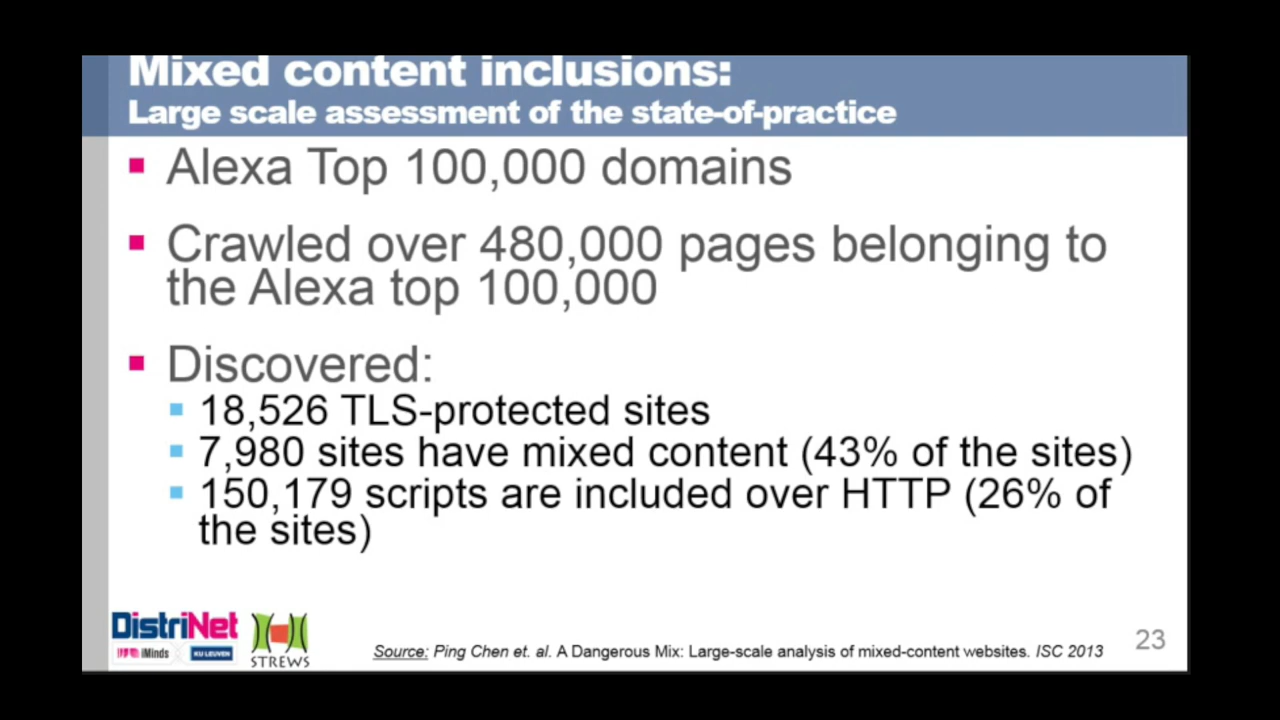 Mixed content inclusions:
Large scale assessment of the state-of-practice
Alexa Top 100,000 domains
Crawled over 480,000 pages belonging to
the Alexa top 100,000
Discovered:
18,526 TLS-protected sites
7,980 sites have mixed content (43% of the sites)
150,179 scripts are included over HTTP (26% of
the sites)
DistriNet
iMinds KU LEUVEN
STREWS
Source: Ping Chen et. al. A Dangerous Mix: Large-scale analysis of mixed-content websites. ISC 2013
23